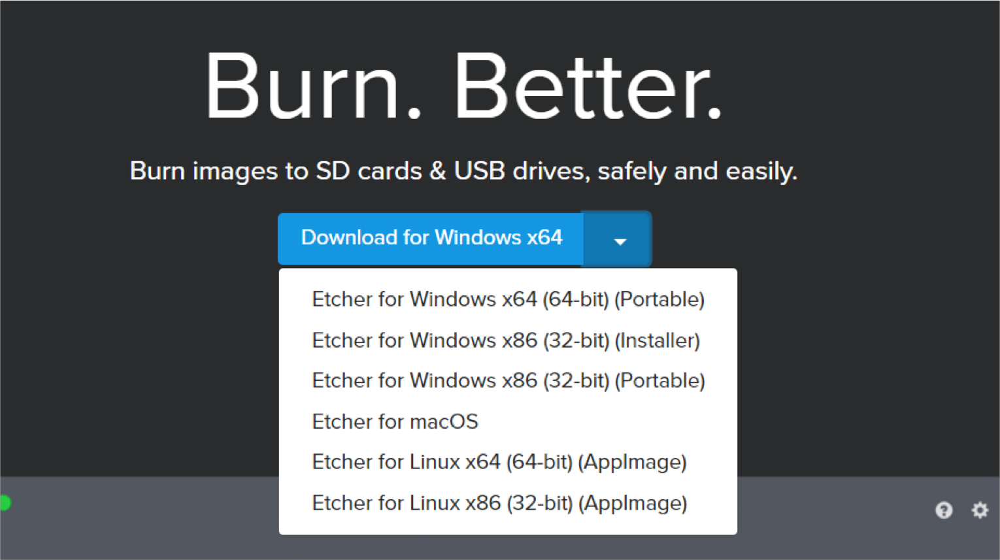 Burn. Better.
Burn images to SD cards & USB drives, safely and easily.
Download for Windows x64
Etcher for Windows x64 (64-bit) (Portable)
Etcher for Windows x86 (32-bit) (Installer)
Etcher for Windows x86 (32-bit) (Portable)
Etcher for macOS
Etcher for Linux x64 (64-bit) (AppImage)
Etcher for Linux x86 (32-bit) (AppImage)